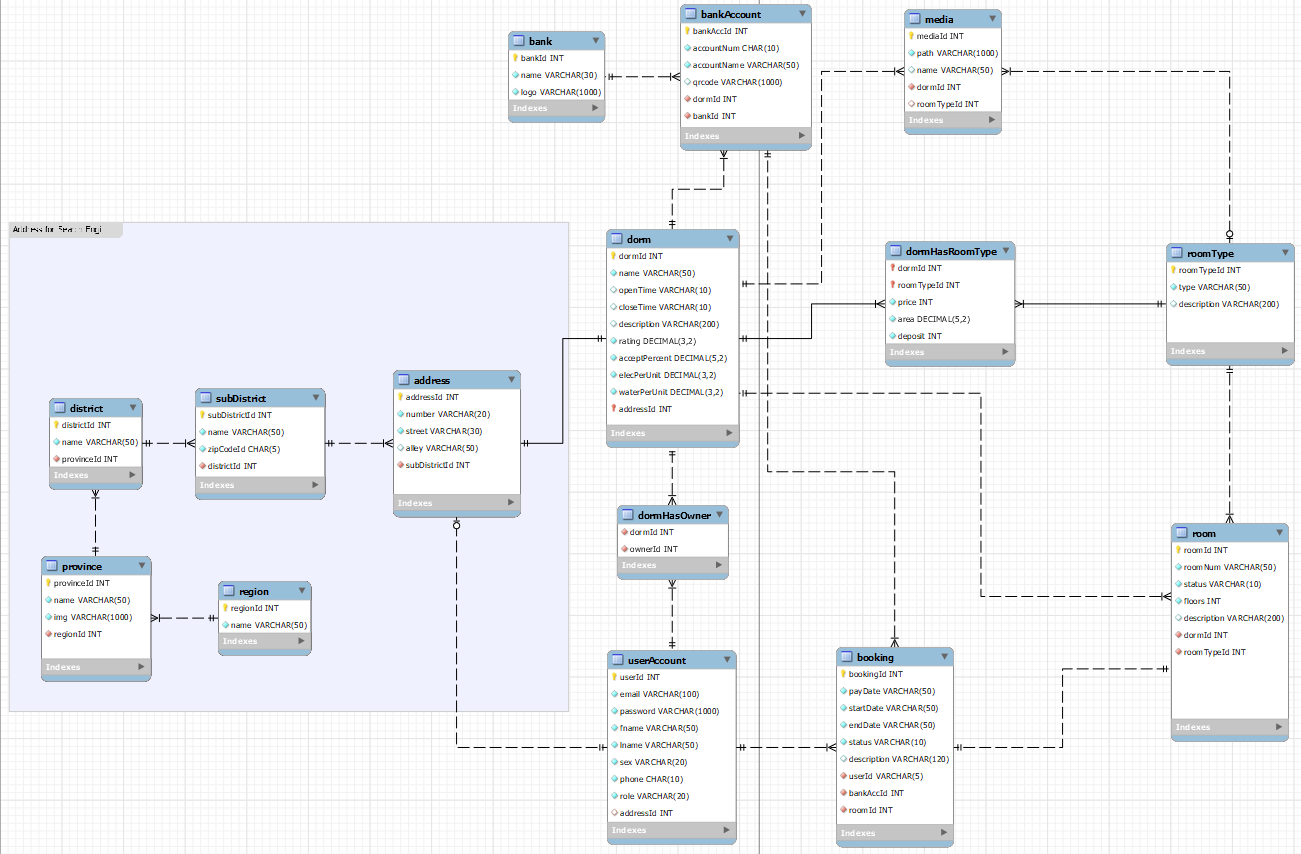 bankAccount
bankAccId INT
accountNum CHAR(10)
accountName VARCHAR(50)
qrcode VARCHAR(1000)
dormId INT
bankId INT
Indexes
media
mediaId INT
path VARCHAR(1000)
name VARCHAR(50)
dormId INT
roomTypeId INT
Indexes
bank
bankId INT
name VARCHAR(30)
logo VARCHAR(1000)
Indexes
Address for Search Engi
dorm
dormId INT
name VARCHAR(50)
openTime VARCHAR(10)
closeTime VARCHAR(10)
description VARCHAR(200)
rating DECIMAL(3,2)
acceptPercent DECIMAL(5,2)
elecPerUnit DECIMAL(3,2)
waterPerUnit DECIMAL(3,2)
addressId INT
Indexes
dormHasRoomType
dormId INT
roomTypeId INT
price INT
area DECIMAL(5,2)
deposit INT
Indexes
roomType
roomTypeId INT
type VARCHAR(50)
description VARCHAR(200)
Indexes
address
addressId INT
number VARCHAR(20)
street VARCHAR(30)
alley VARCHAR(50)
subDistrictId INT
Indexes
subDistrict
subDistrictId INT
name VARCHAR(50)
zipCodeId CHAR(5)
districtId INT
Indexes
district
districtId INT
name VARCHAR(50)
provinceId INT
Indexes
province
provinceId INT
name VARCHAR(50)
img VARCHAR(1000)
regionId INT
Indexes
region
regionId INT
name VARCHAR(50)
Indexes
dormHasOwner
dormId INT
ownerId INT
Indexes
room
roomId INT
roomNum VARCHAR(50)
status VARCHAR(10)
floors INT
description VARCHAR(200)
dormId INT
roomTypeId INT
Indexes
userAccount
userId INT
email VARCHAR(100)
password VARCHAR(1000)
fname VARCHAR(50)
lname VARCHAR(50)
sex VARCHAR(20)
phone CHAR(10)
role VARCHAR(20)
addressId INT
Indexes
booking
bookingId INT
payDate VARCHAR(50)
startDate VARCHAR(50)
endDate VARCHAR(50)
status VARCHAR(10)
description VARCHAR(120)
userId VARCHAR(5)
bankAccId INT
roomId INT
Indexes